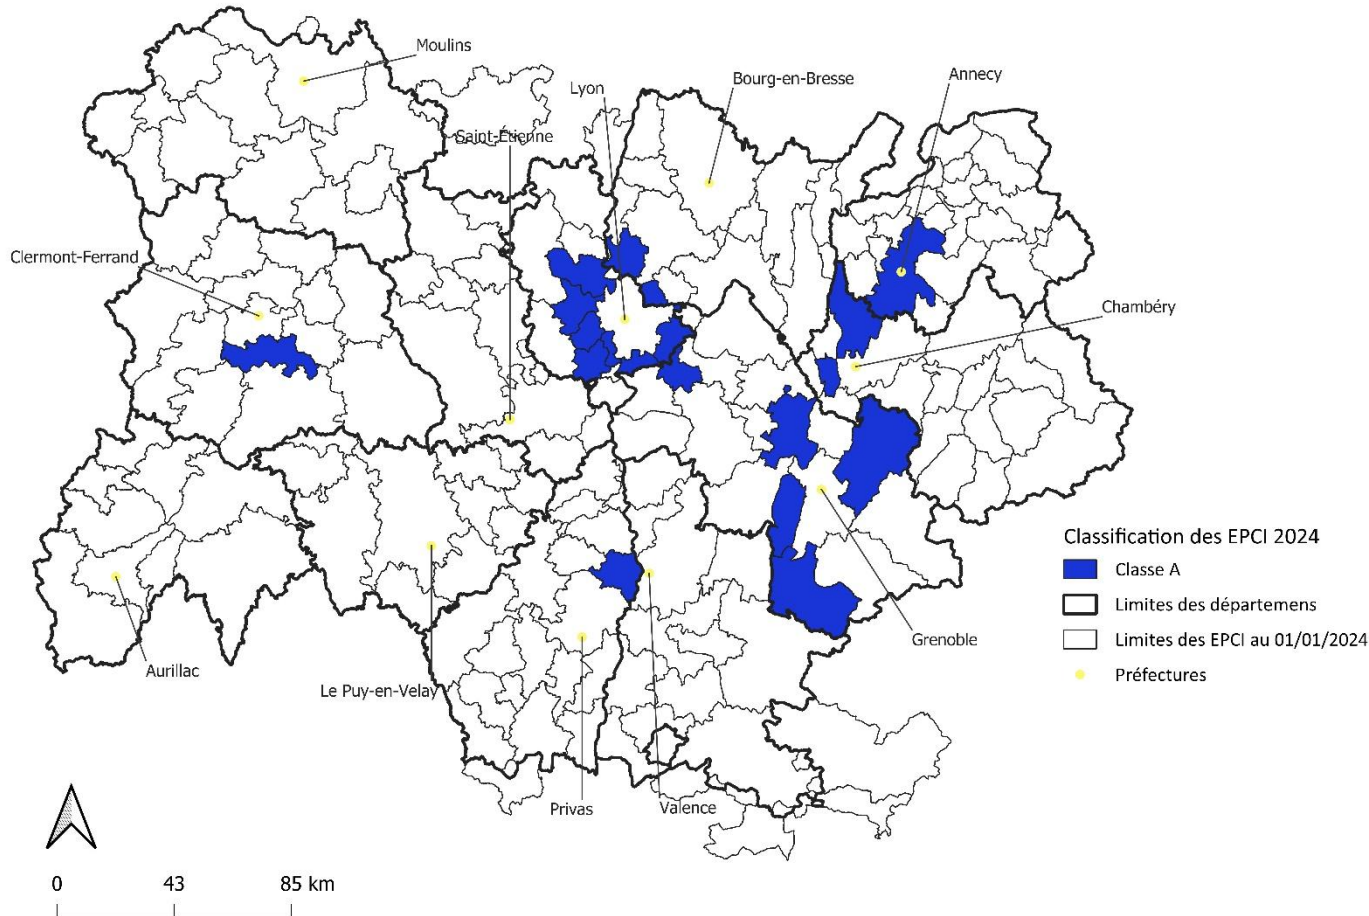 Moulins
Lyon
Bourg-en-Bresse
Annecy
Saint-Étienne
Clermont-Ferrand
Chambéry
Classification des EPCI 2024
Classe A
Limites des départemens
Limites des EPCI au 01/01/2024
Préfectures
Grenoble
Aurillac
Le Puy-en-Velay
Privas
Valence
0 43 85 km